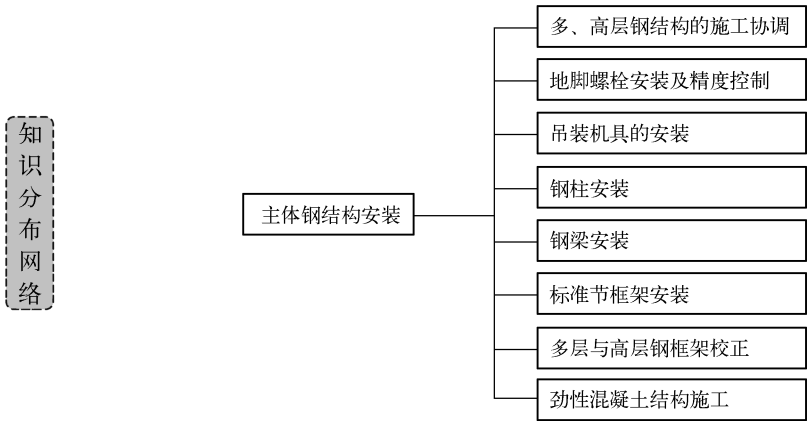 知识分布网络
主体钢结构安装
多、高层钢结构的施工协调
地脚螺栓安装及精度控制
吊装机具的安装
钢柱安装
钢梁安装
标准节框架安装
多层与高层钢框架校正
劲性混凝土结构施工